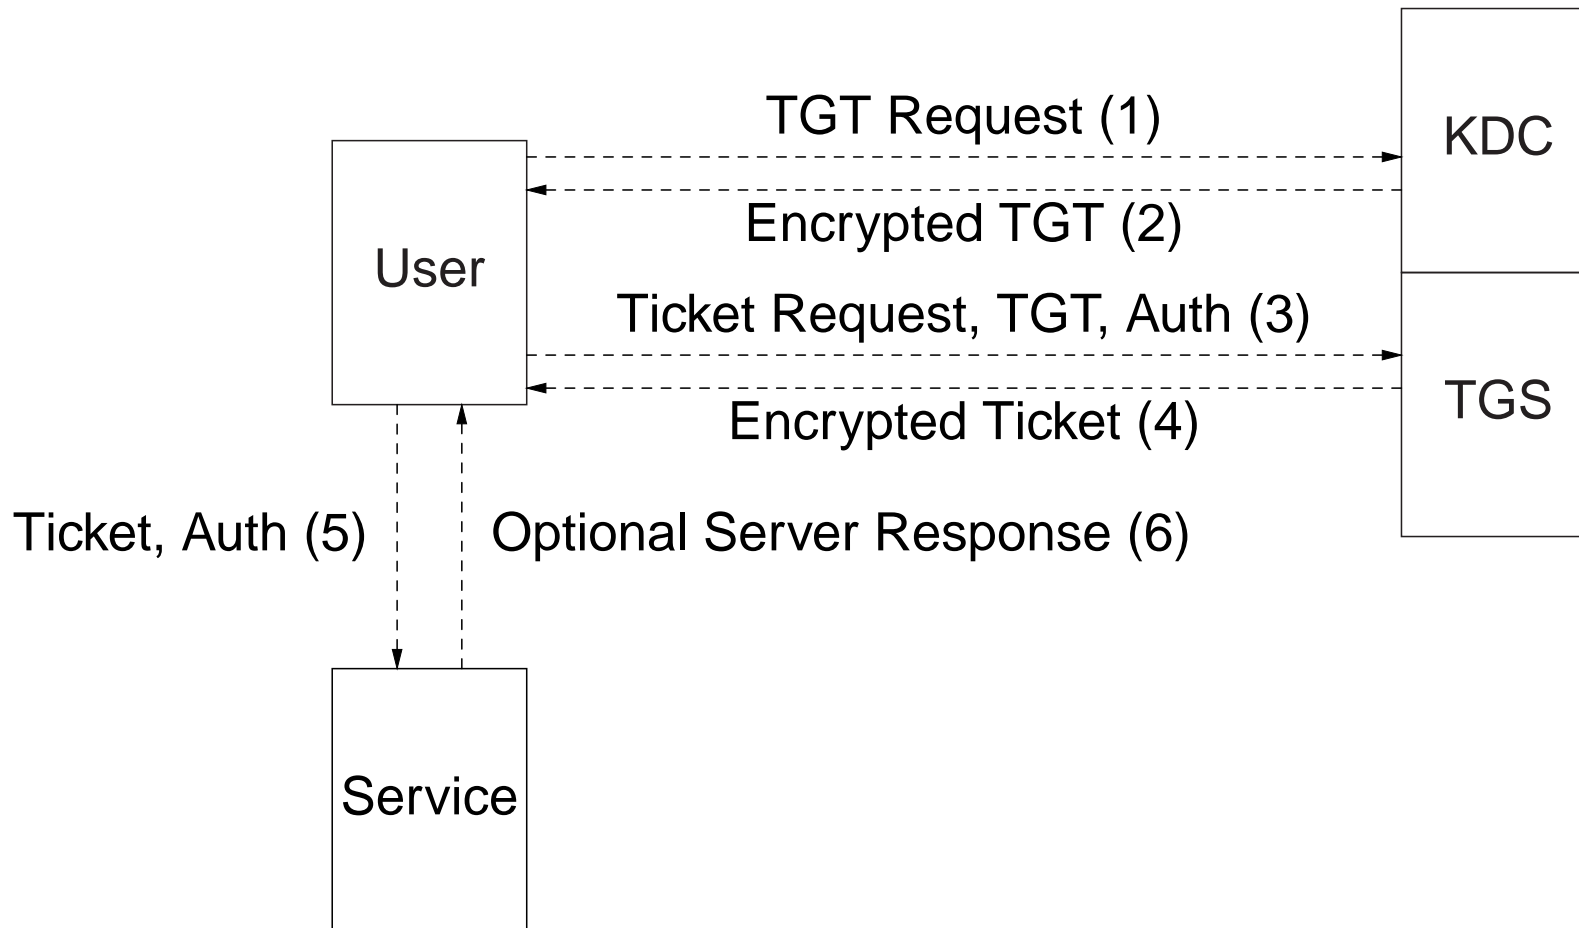 TGT Request (1)
KDC
Encrypted TGT (2)
User
Ticket Request, TGT, Auth (3)
TGS
Encrypted Ticket (4)
Ticket, Auth (5)
Optional Server Response (6)
Service